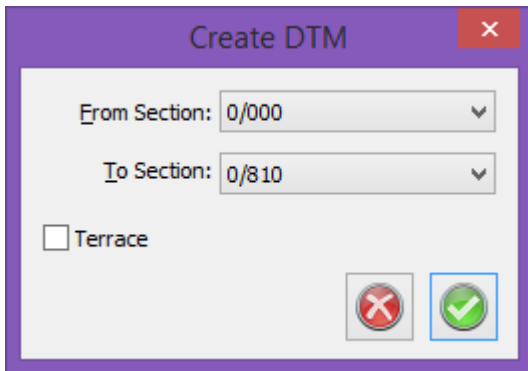 Create DTM
From Section: 0/000
To Section: 0/810
Terrace